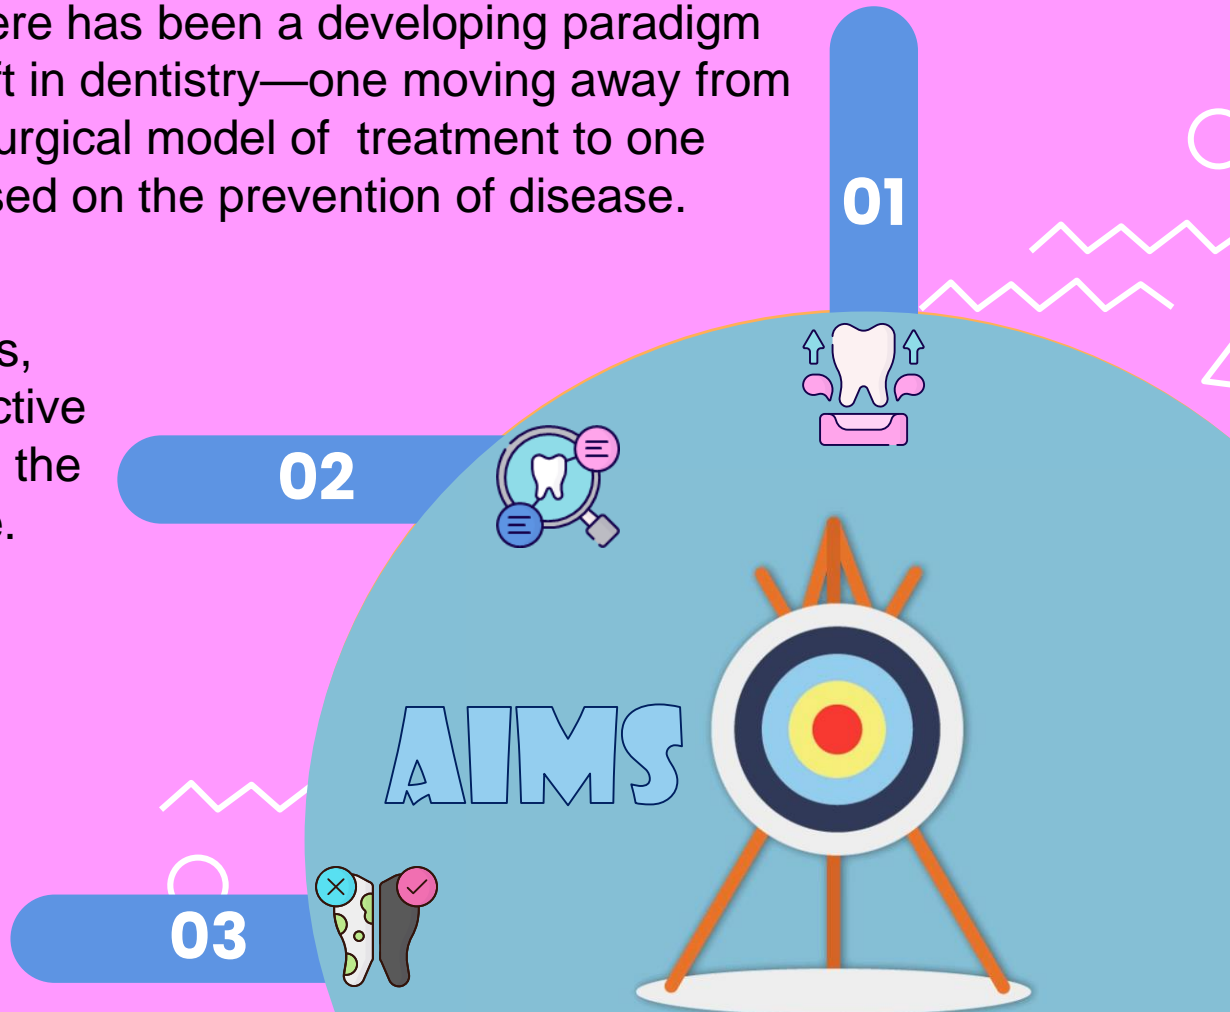 ere has been a developing paradigm
ft in dentistry—one moving away from
urgical model of treatment to one
sed on the prevention of disease.
01
s,
ctive
the
e.
02
AIMS
03